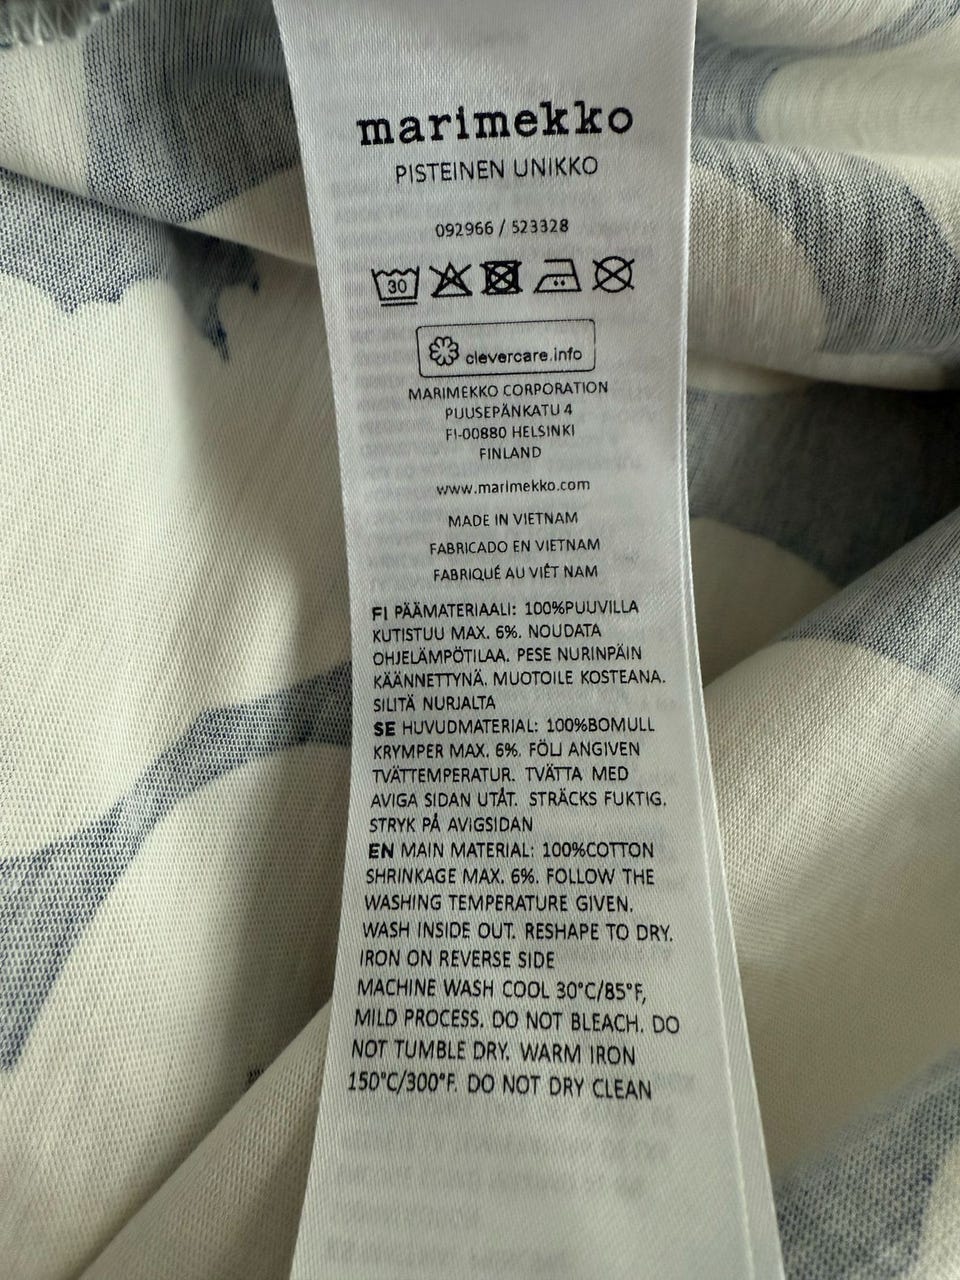 marimekko
PISTEINEN UNIKKO
092966 / 523328
30
clevercare.info
MARIMEKKO CORPORATION
PUUSEPÄNKATU 4
FI-00880 HELSINKI
FINLAND
www.marimekko.com
MADE IN VIETNAM
FABRICADO EN VIETNAM
FABRIQUÉ AU VIÊT NAM
FI PÄÄMATERIAALI: 100%PUUVILLA
KUTISTUU MAX. 6%. NOUDATA
OHJELÄMPÖTILAA. PESE NURINPÄIN
KÄÄNNETTYNÄ. MUOTOILE KOSTEANA.
SILITÄ NURJALTA
SE HUVUDMATERIAL: 100%BOMULL
KRYMPER MAX. 6%. FÖLJ ANGIVEN
TVÄTTEMPERATUR. TVÄTTA MED
AVIGA SIDAN UTÅT. STRÄCKS FUKTIG.
STRYK PÅ AVIGSIDAN
EN MAIN MATERIAL: 100%COTTON
SHRINKAGE MAX. 6%. FOLLOW THE
WASHING TEMPERATURE GIVEN.
WASH INSIDE OUT. RESHAPE TO DRY.
IRON ON REVERSE SIDE
MACHINE WASH COOL 30°C/85°F,
MILD PROCESS. DO NOT BLEACH. DO
NOT TUMBLE DRY. WARM IRON
150°C/300°F. DO NOT DRY CLEAN